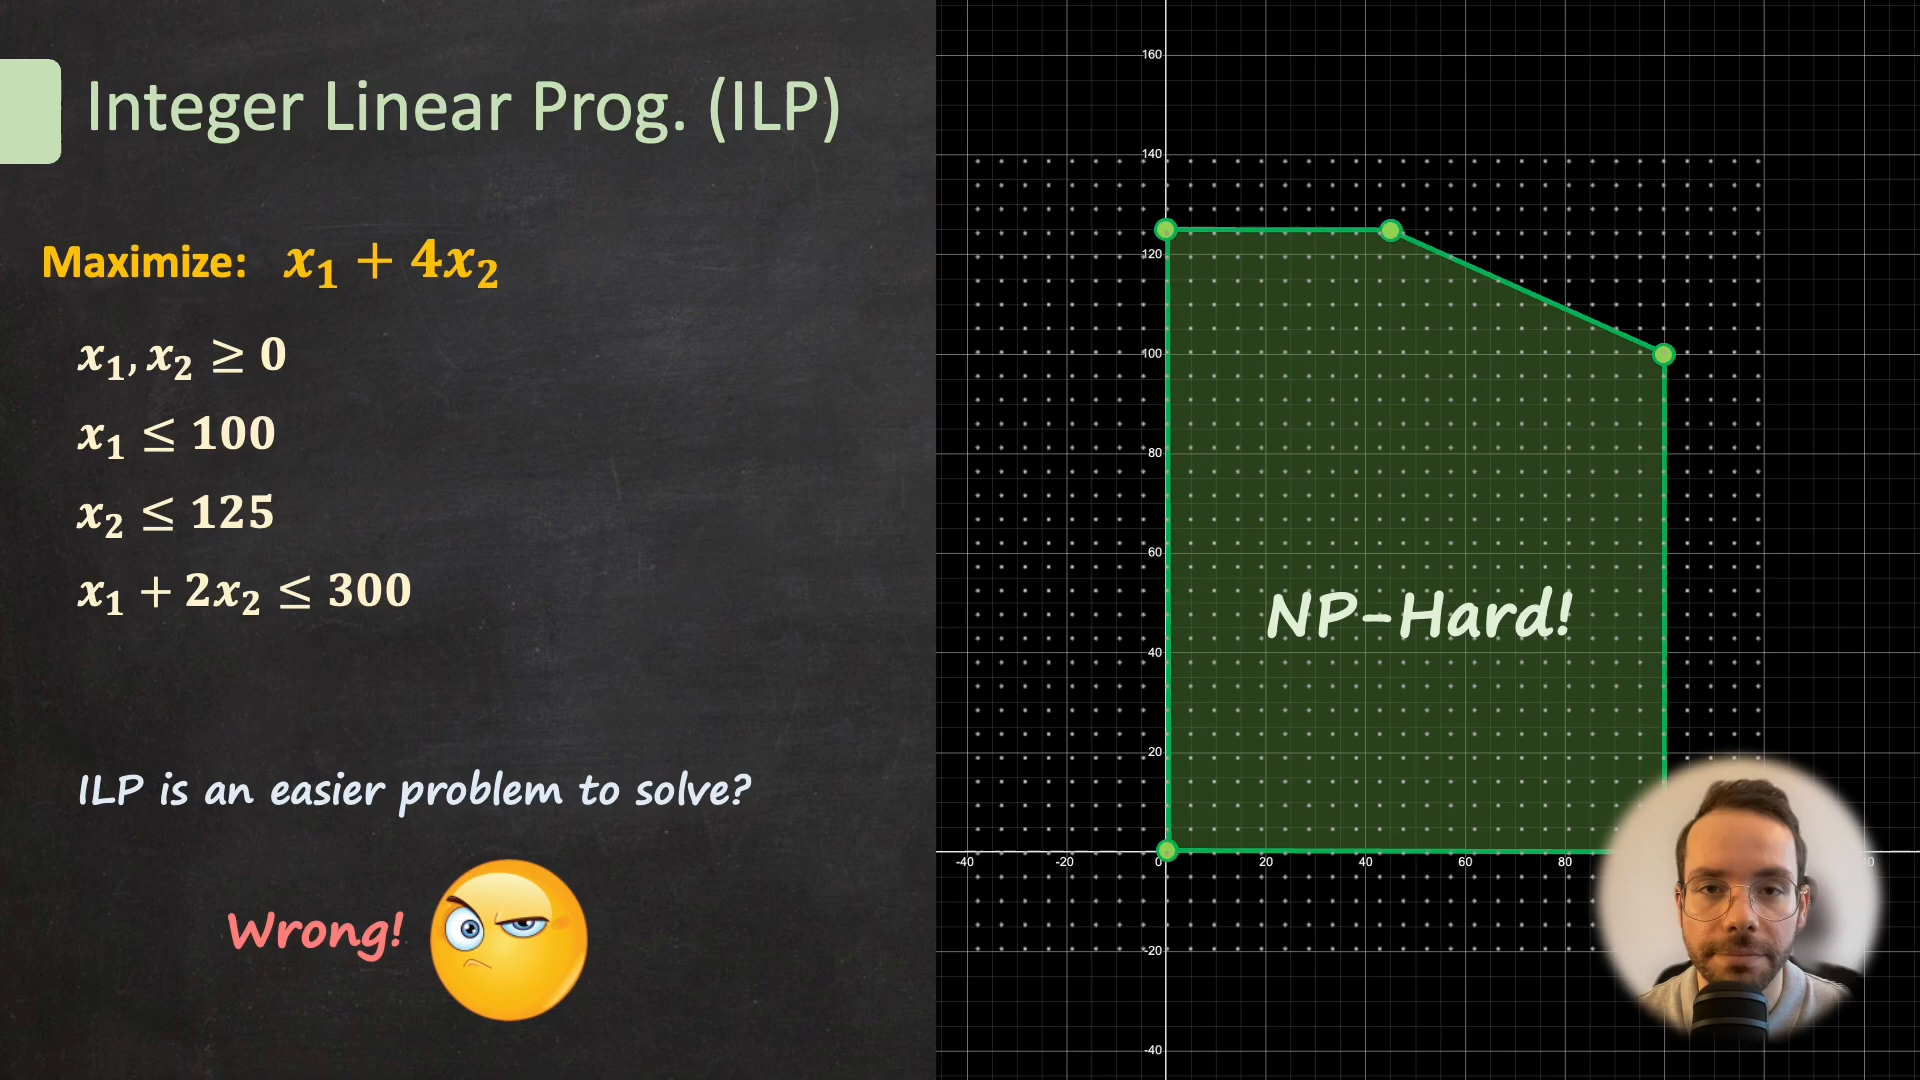 Integer Linear Prog. (ILP)
Maximize: x₁ + 4x₂
x₁, x₂ ≥ 0
x₁ ≤ 100
x₂ ≤ 125
x₁ + 2x₂ ≤ 300
ILP is an easier problem to solve?
Wrong!
160
140
120
100
80
60
NP-Hard!
40
20
-40 -20 0 20 40 60 80
-20
-40